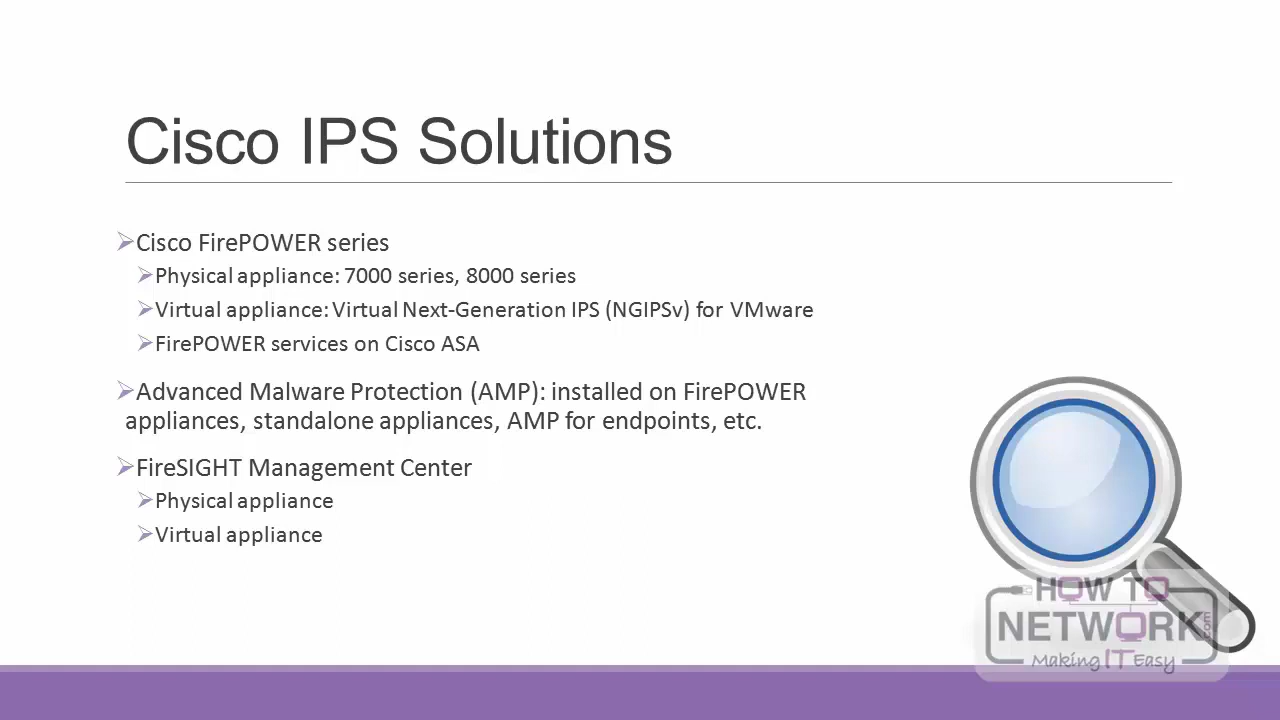 Cisco IPS Solutions
Cisco FirePOWER series
Physical appliance: 7000 series, 8000 series
Virtual appliance: Virtual Next-Generation IPS (NGIPSv) for VMware
FirePOWER services on Cisco ASA
Advanced Malware Protection (AMP): installed on FirePOWER
appliances, standalone appliances, AMP for endpoints, etc.
FireSIGHT Management Center
Physical appliance
Virtual appliance
HOW TO
NETWORK.com
Making IT Easy